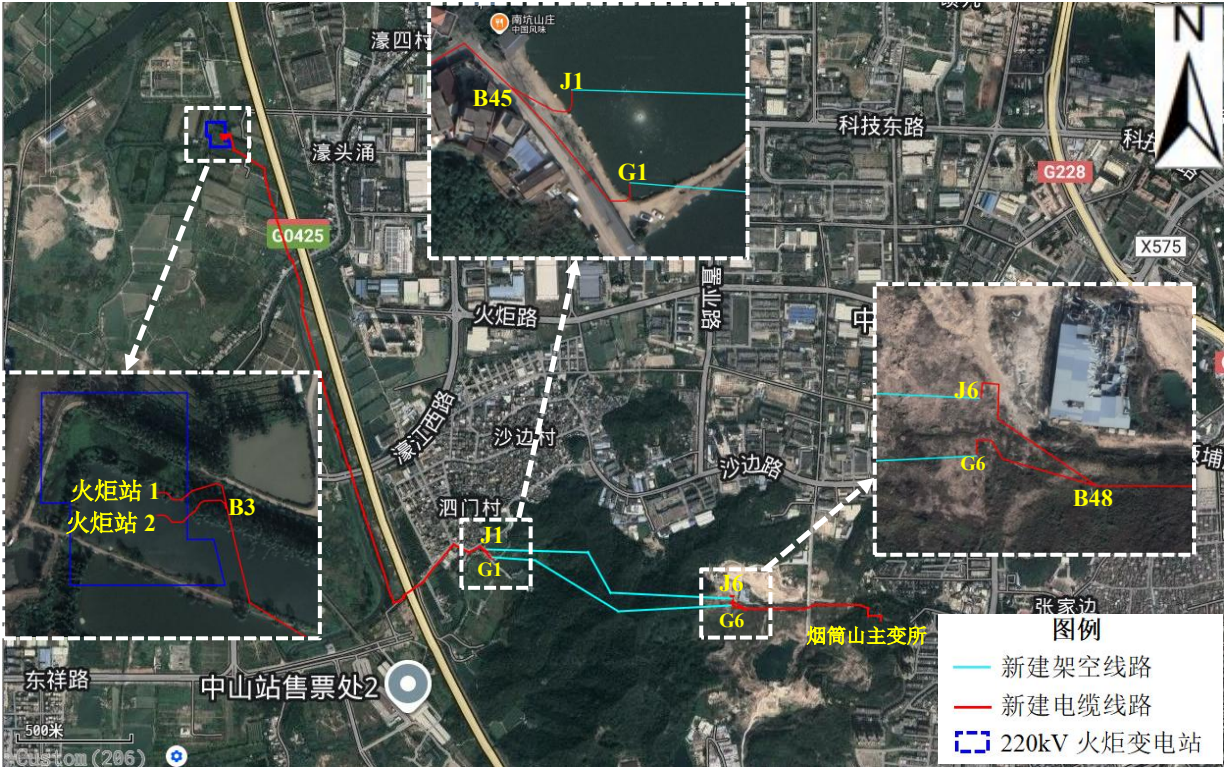 濠四村
南坑山庄
中国风味
N
B45
J1
G1
科技东路
G228
X575
濠头涌
G0425
火炬路
置业路
中
J6
G6
B48
濠江西路
沙边村
沙边路
泗门村
火炬站 1
火炬站 2
B3
J1
G1
J6
G6
张家边
烟筒山主变所
东祥路
中山站售票处2
500米
custom(206)
图例
新建架空线路
新建电缆线路
220kV 火炬变电站